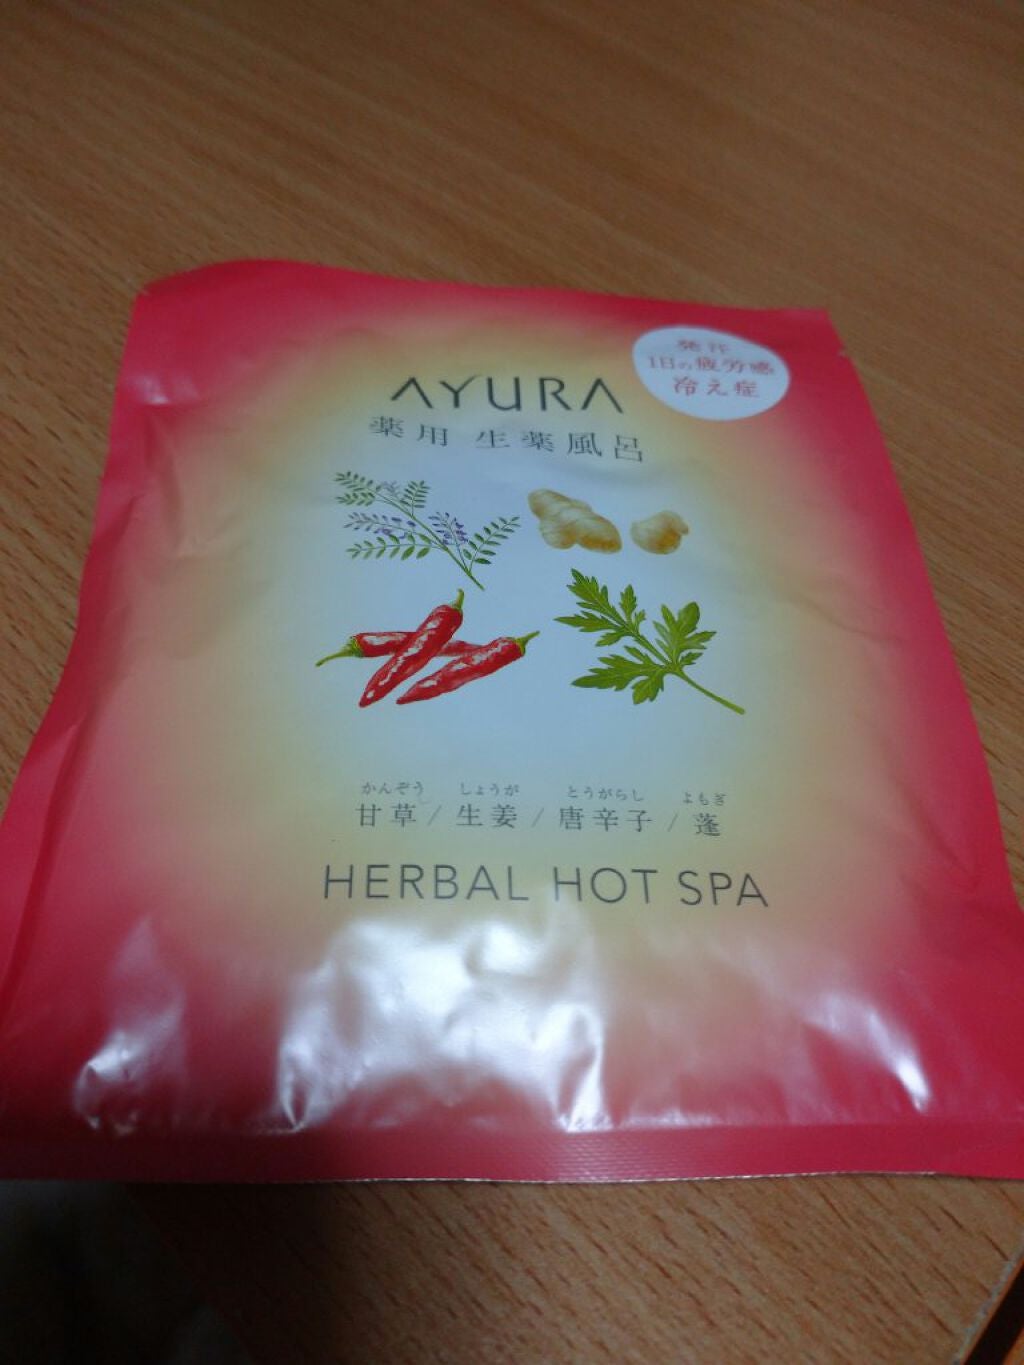 発汗
1日の疲労感
冷え症
AYURA
薬用 生薬風呂
かんぞう しょうが とうがらし よもぎ
甘草 / 生姜 / 唐辛子 / 蓬
HERBAL HOT SPA